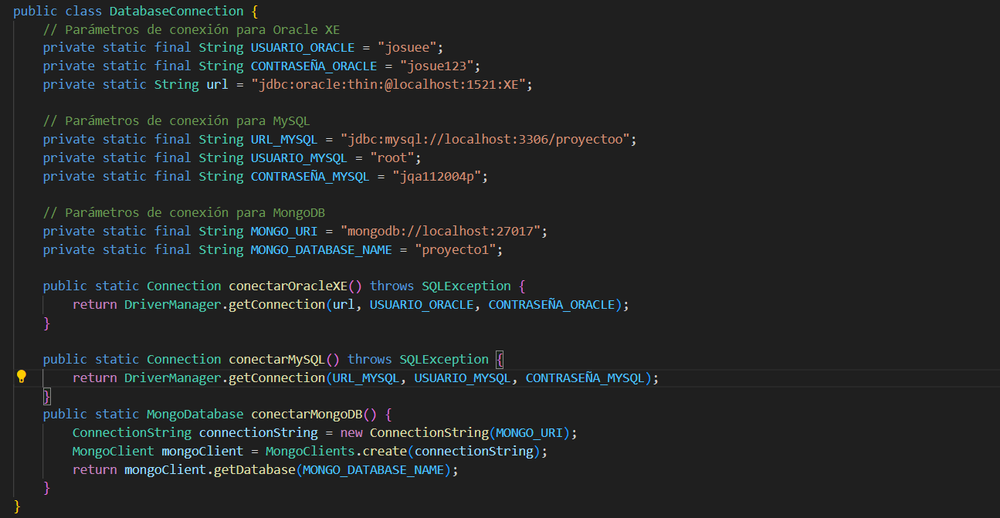 public class DatabaseConnection {
    // Parámetros de conexión para Oracle XE
    private static final String USUARIO_ORACLE = "josuee";
    private static final String CONTRASEÑA_ORACLE = "josue123";
    private static String url = "jdbc:oracle:thin:@localhost:1521:XE";

    // Parámetros de conexión para MySQL
    private static final String URL_MYSQL = "jdbc:mysql://localhost:3306/proyectoo";
    private static final String USUARIO_MYSQL = "root";
    private static final String CONTRASEÑA_MYSQL = "jqa112004p";

    // Parámetros de conexión para MongoDB
    private static final String MONGO_URI = "mongodb://localhost:27017";
    private static final String MONGO_DATABASE_NAME = "proyecto1";

    public static Connection conectarOracleXE() throws SQLException {
        return DriverManager.getConnection(url, USUARIO_ORACLE, CONTRASEÑA_ORACLE);
    }

    public static Connection conectarMySQL() throws SQLException {
        return DriverManager.getConnection(URL_MYSQL, USUARIO_MYSQL, CONTRASEÑA_MYSQL);
    }
    public static MongoDatabase conectarMongoDB() {
        ConnectionString connectionString = new ConnectionString(MONGO_URI);
        MongoClient mongoClient = MongoClients.create(connectionString);
        return mongoClient.getDatabase(MONGO_DATABASE_NAME);
    }
}